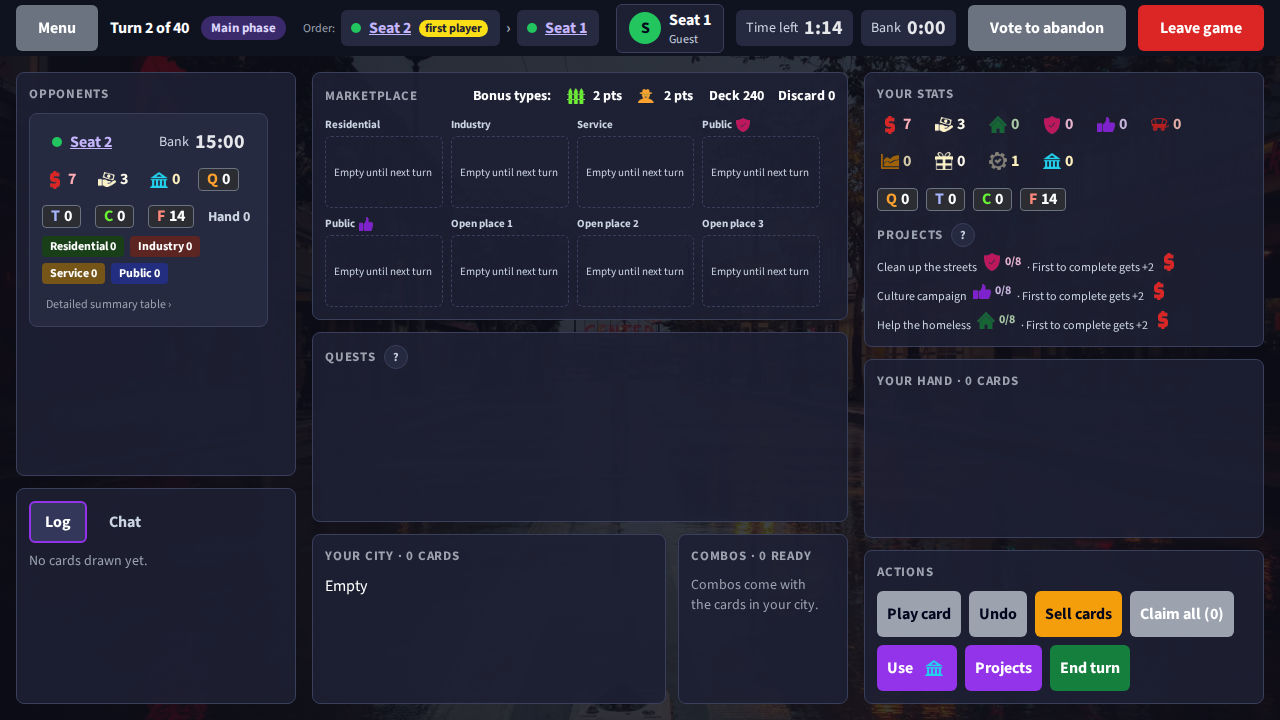 Menu
Turn 2 of 40
Main phase
Order:
Seat 2 first player › Seat 1
S
Seat 1
Guest
Time left 1:14
Bank 0:00
Vote to abandon
Leave game
OPPONENTS
Seat 2
Bank 15:00
7 3 0 Q 0
T 0 C 0 F 14 Hand 0
Residential 0 Industry 0
Service 0 Public 0
Detailed summary table ›
Log Chat
No cards drawn yet.
MARKETPLACE
Bonus types: 2 pts 2 pts Deck 240 Discard 0
Residential Industry Service Public
Empty until next turn Empty until next turn Empty until next turn Empty until next turn
Public Open place 1 Open place 2 Open place 3
Empty until next turn Empty until next turn Empty until next turn Empty until next turn
QUESTS ?
YOUR CITY · 0 CARDS
Empty
COMBOS · 0 READY
Combos come with
the cards in your city.
YOUR STATS
$ 7 3 0 0 0 0
0 0 1 0
Q 0 T 0 C 0 F 14
PROJECTS ?
Clean up the streets 0/8 · First to complete gets +2 $
Culture campaign 0/8 · First to complete gets +2 $
Help the homeless 0/8 · First to complete gets +2 $
YOUR HAND · 0 CARDS
ACTIONS
Play card Undo Sell cards Claim all (0)
Use Projects End turn